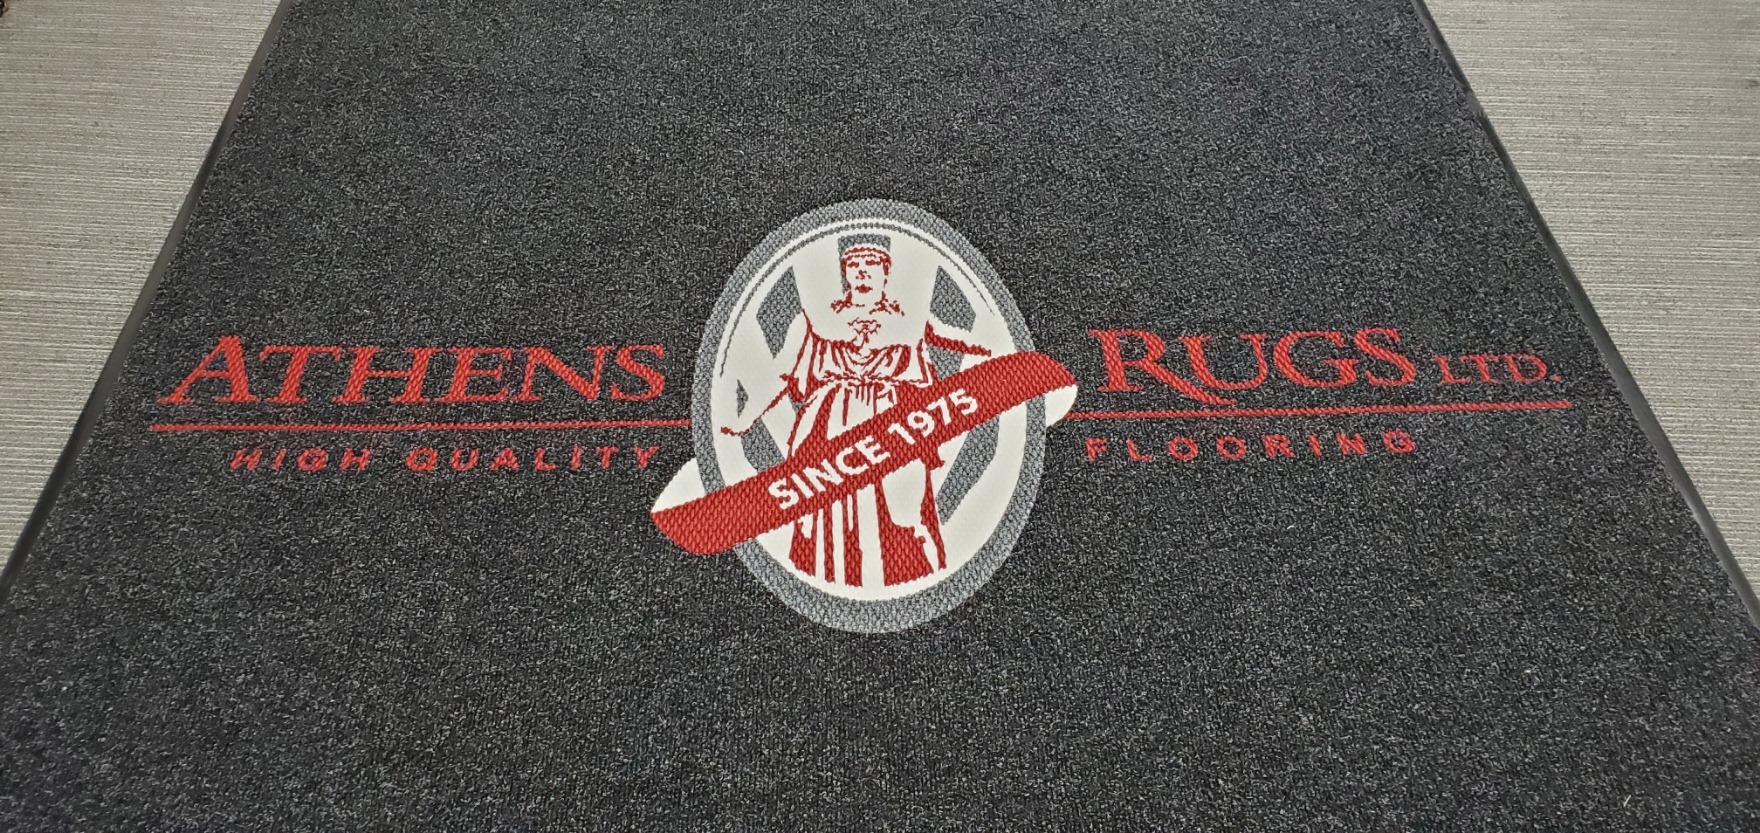 ATHENS RUGS LTD.
HIGH QUALITY FLOORING
SINCE 1975